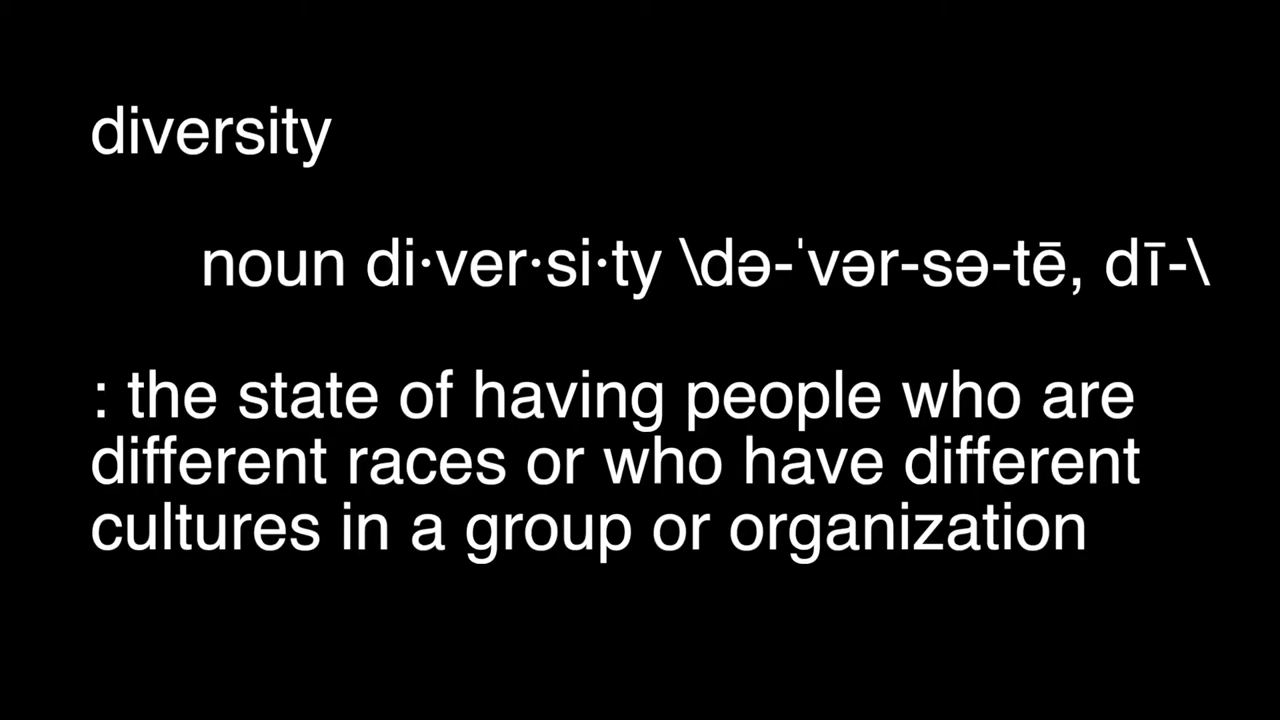 diversity
noun di·ver·si·ty \də-ˈvər-sə-tē, dī-\
: the state of having people who are
different races or who have different
cultures in a group or organization